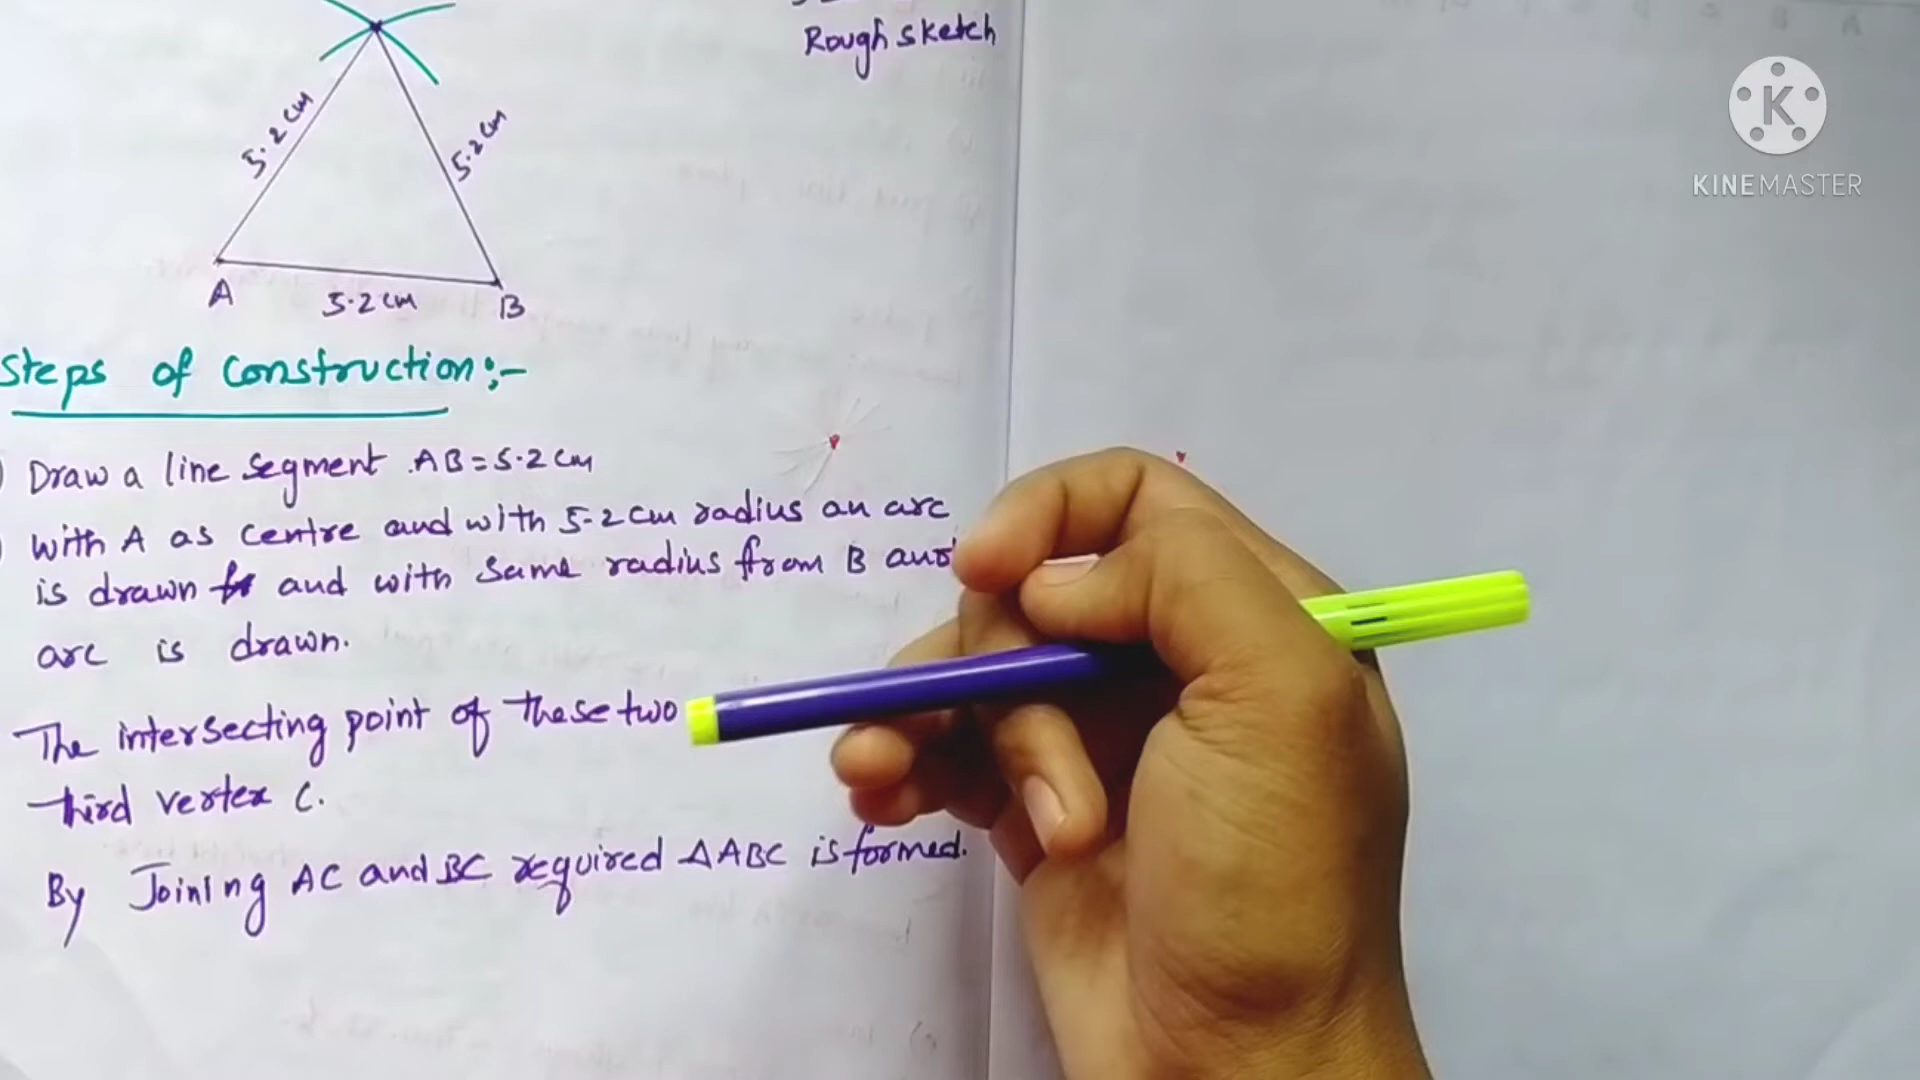 Rough sketch
5.2 cm
5.2 cm
A
5.2 cm
B
Steps of construction:-
Draw a line segment AB = 5.2 cm
With A as centre and with 5.2 cm radius an arc
is drawn and with same radius from B and
arc is drawn.
The intersecting point of these two
third vertex C.
By Joining AC and BC required ΔABC is formed.
K
KINEMASTER